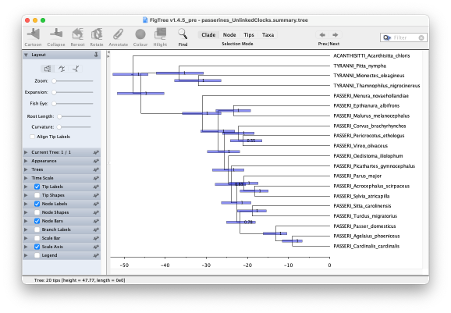 FigTree v1.4.5_pre - passerines_UnlinkedClocks.summary.tree
Cartoon Collapse Reroot Rotate Annotate Colour Hilight Find
Clade Node Tips Taxa
Selection Mode
Prev/Next
Filter
Layout
Zoom:
Expansion:
Fish Eye:
Root Length:
Curvature:
Align Tip Labels
Current Tree: 1 / 1
Appearance
Trees
Time Scale
Tip Labels
Tip Shapes
Node Labels
Node Shapes
Node Bars
Branch Labels
Scale Bar
Scale Axis
Legend
ACANTHISITTI_Acanthisitta_chloris
TYRANNI_Pitta_nympha
TYRANNI_Mionectes_oleagineus
TYRANNI_Thamnophilus_nigrocinereus
PASSERI_Menura_novaehollandiae
PASSERI_Epthianura_albifrons
PASSERI_Malurus_melanocephalus
PASSERI_Corvus_brachyrhynchos
PASSERI_Pericrocotus_ethologus
PASSERI_Vireo_olivaceus
PASSERI_Oedistoma_iliolophum
PASSERI_Picathartes_gymnocephalus
PASSERI_Parus_major
PASSERI_Acrocephalus_scirpaceus
PASSERI_Sylvia_atricapilla
PASSERI_Sitta_carolinensis
PASSERI_Turdus_migratorius
PASSERI_Passer_domesticus
PASSERI_Agelaius_phoeniceus
PASSERI_Cardinalis_cardinalis
-50 -40 -30 -20 -10 0
Tree: 20 tips [height = 47.77, length = 0e0]